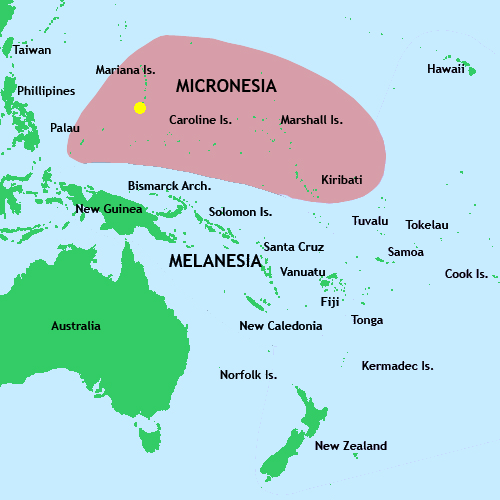 Taiwan
Mariana Is.
Hawaii
MICRONESIA
Phillipines
Caroline Is.
Marshall Is.
Palau
Kiribati
Bismarck Arch.
New Guinea
Solomon Is.
Tuvalu
Tokelau
Santa Cruz
Samoa
MELANESIA
Vanuatu
Cook Is.
Fiji
Tonga
Australia
New Caledonia
Kermadec Is.
Norfolk Is.
New Zealand